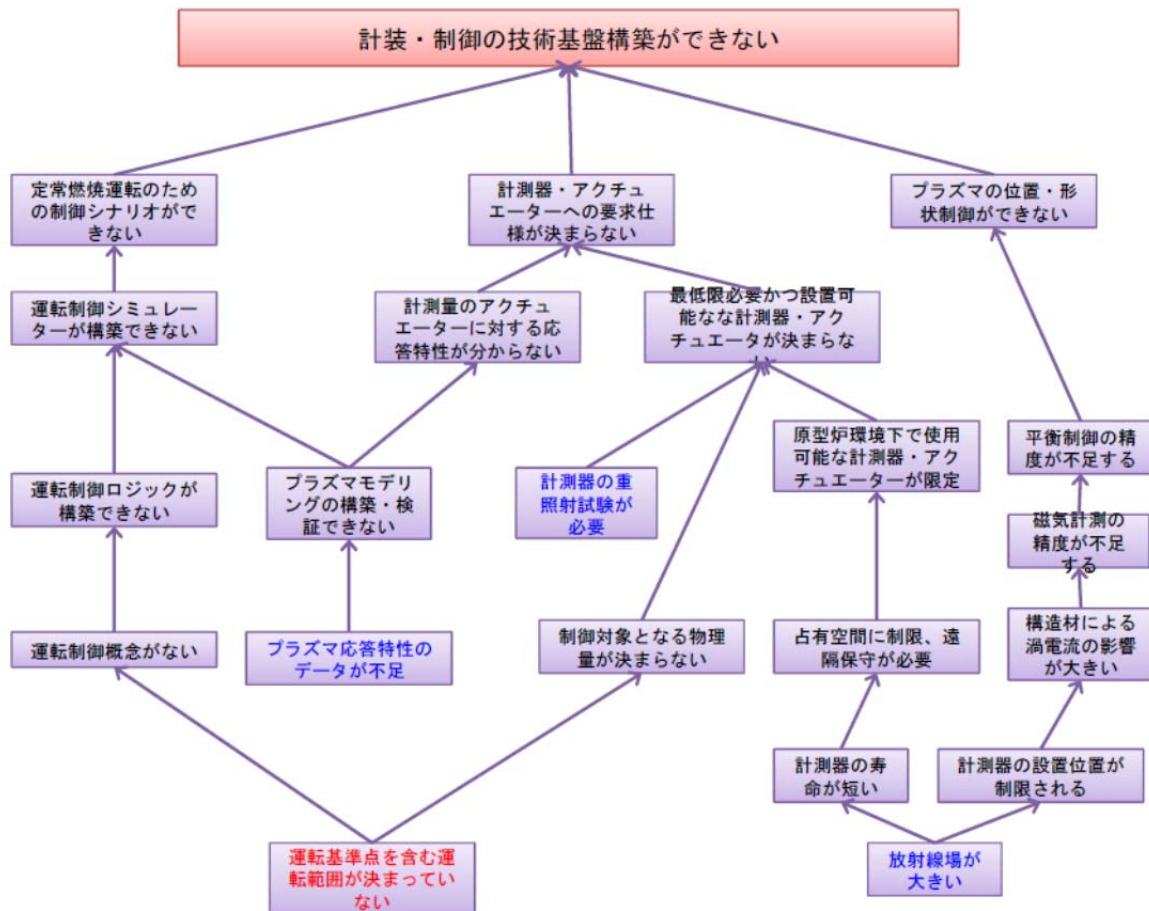 計装・制御の技術基盤構築ができない
定常燃焼運転のため
の制御シナリオがで
きない
計測器・アクチュ
エーターへの要求仕
様が決まらない
プラズマの位置・形
状制御ができない
運転制御シミュレー
ターが構築できない
計測量のアクチュ
エーターに対する応
答特性が分からない
最低限必要かつ設置可
能なな計測器・アク
チュエータが決まらな
い
原型炉環境下で使用
可能な計測器・アク
チュエーターが限定
平衡制御の精
度が不足する
運転制御ロジックが
構築できない
プラズマモデリ
ングの構築・検
証できない
計測器の重
照射試験が
必要
磁気計測の
精度が不足
する
運転制御概念がない
プラズマ応答特性の
データが不足
制御対象となる物理
量が決まらない
占有空間に制限、遠
隔保守が必要
構造材による
渦電流の影響
が大きい
計測器の寿
命が短い
計測器の設置位置が
制限される
運転基準点を含む運
転範囲が決まってい
ない
放射線場が
大きい